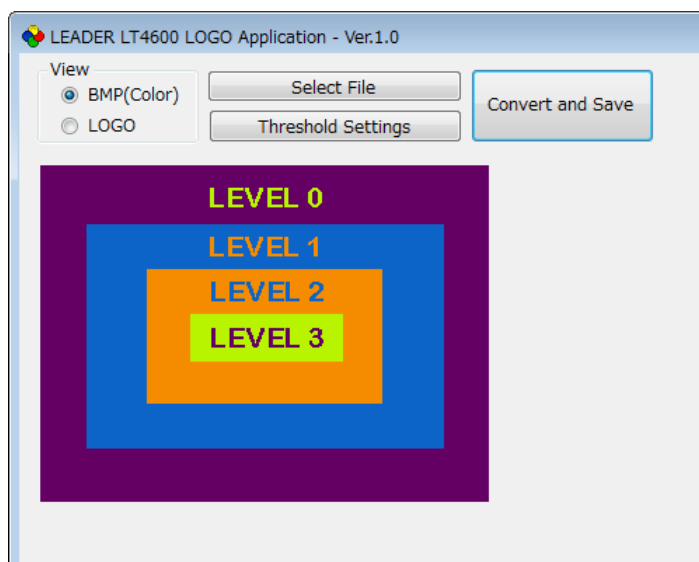 LEADER LT4600 LOGO Application - Ver.1.0
View
BMP(Color)
LOGO
Select File
Threshold Settings
Convert and Save
LEVEL 0
LEVEL 1
LEVEL 2
LEVEL 3